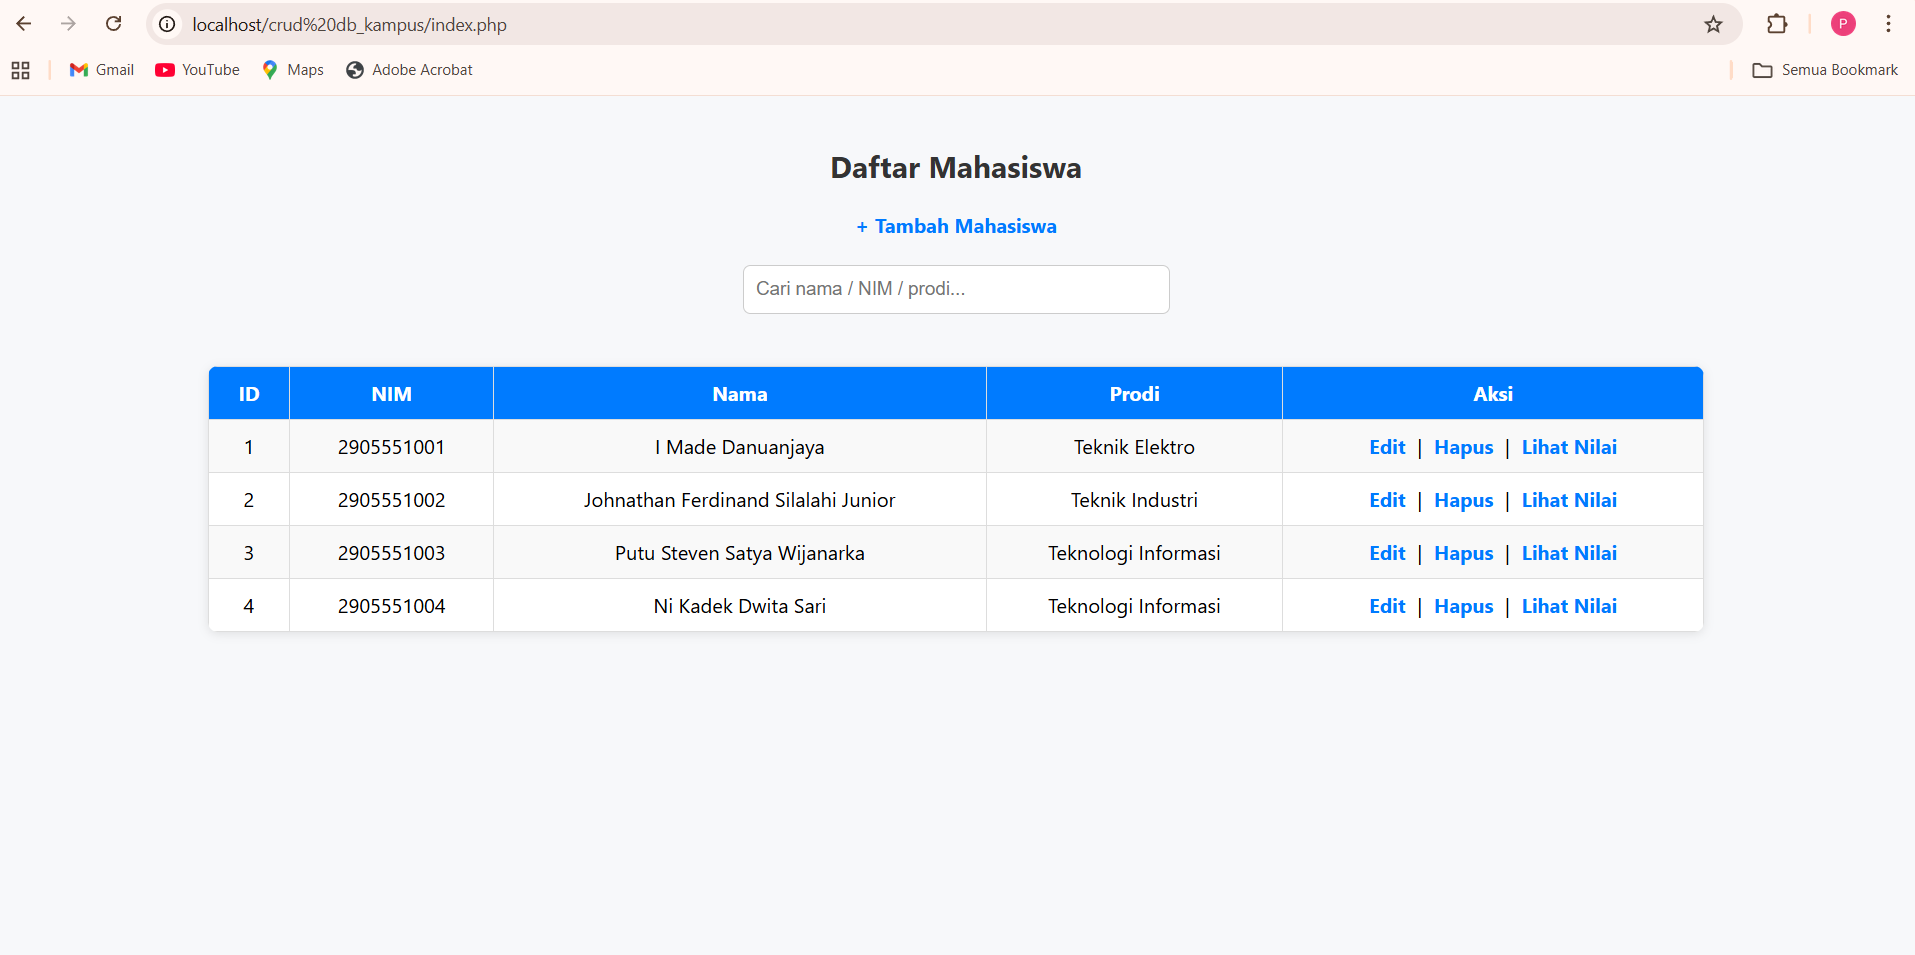 localhost/crud%20db_kampus/index.php
P
Gmail YouTube Maps Adobe Acrobat Semua Bookmark
Daftar Mahasiswa
+ Tambah Mahasiswa
Cari nama / NIM / prodi...
ID NIM Nama Prodi Aksi
1 2905551001 I Made Danuanjaya Teknik Elektro Edit | Hapus | Lihat Nilai
2 2905551002 Johnathan Ferdinand Silalahi Junior Teknik Industri Edit | Hapus | Lihat Nilai
3 2905551003 Putu Steven Satya Wijanarka Teknologi Informasi Edit | Hapus | Lihat Nilai
4 2905551004 Ni Kadek Dwita Sari Teknologi Informasi Edit | Hapus | Lihat Nilai